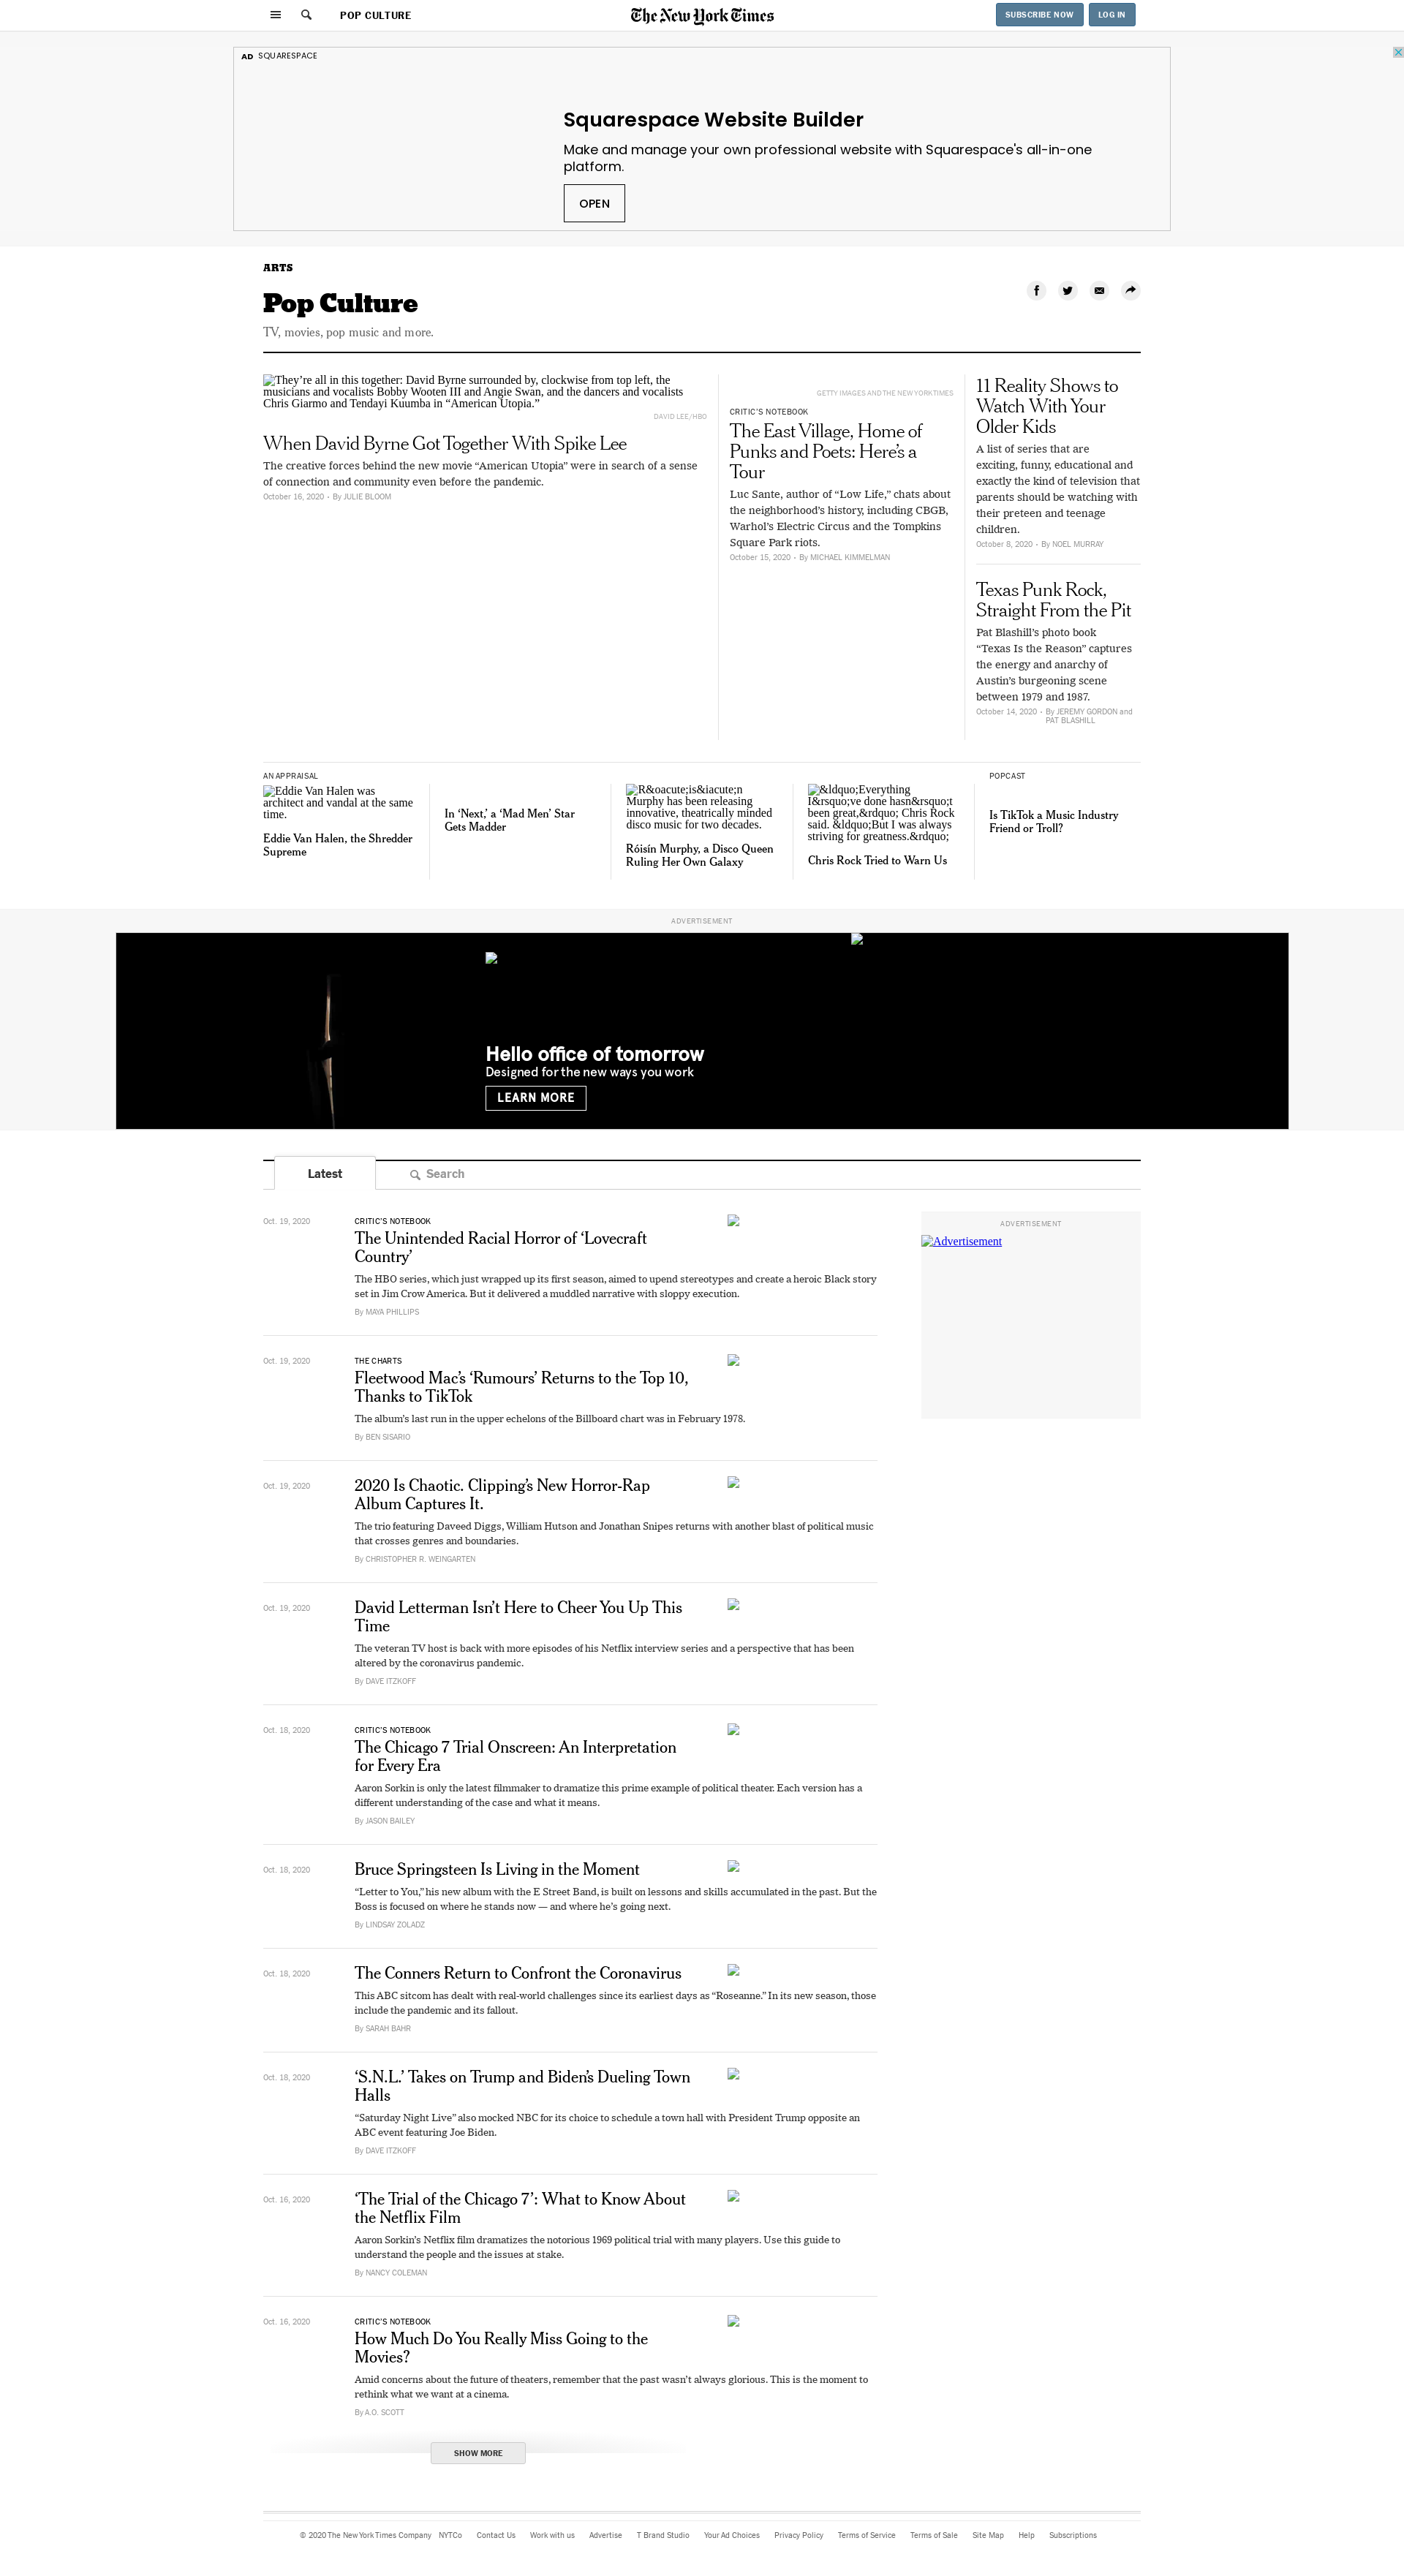 POP CULTURE
The New York Times
SUBSCRIBE NOW
LOG IN
AD SQUARESPACE
Squarespace Website Builder
Make and manage your own professional website with Squarespace's all-in-one
platform.
OPEN
ARTS
Pop Culture
TV, movies, pop music and more.
They’re all in this together: David Byrne surrounded by, clockwise from top left, the
musicians and vocalists Bobby Wooten III and Angie Swan, and the dancers and vocalists
Chris Giarmo and Tendayi Kuumba in “American Utopia.”
DAVID LEE/HBO
When David Byrne Got Together With Spike Lee
The creative forces behind the new movie “American Utopia” were in search of a sense
of connection and community even before the pandemic.
October 16, 2020 • By JULIE BLOOM
GETTY IMAGES AND THE NEW YORK TIMES
CRITIC’S NOTEBOOK
The East Village, Home of
Punks and Poets: Here’s a
Tour
Luc Sante, author of “Low Life,” chats about
the neighborhood’s history, including CBGB,
Warhol’s Electric Circus and the Tompkins
Square Park riots.
October 15, 2020 • By MICHAEL KIMMELMAN
11 Reality Shows to
Watch With Your
Older Kids
A list of series that are
exciting, funny, educational and
exactly the kind of television that
parents should be watching with
their preteen and teenage
children.
October 8, 2020 • By NOEL MURRAY
Texas Punk Rock,
Straight From the Pit
Pat Blashill’s photo book
“Texas Is the Reason” captures
the energy and anarchy of
Austin’s burgeoning scene
between 1979 and 1987.
October 14, 2020 • By JEREMY GORDON and
PAT BLASHILL
AN APPRAISAL
Eddie Van Halen was
architect and vandal at the same
time.
Eddie Van Halen, the Shredder
Supreme
In ‘Next,’ a ‘Mad Men’ Star
Gets Madder
R&oacute;is&iacute;n
Murphy has been releasing
innovative, theatrically minded
disco music for two decades.
Róisín Murphy, a Disco Queen
Ruling Her Own Galaxy
&ldquo;Everything
I&rsquo;ve done hasn&rsquo;t
been great,&rdquo; Chris Rock
said. &ldquo;But I was always
striving for greatness.&rdquo;
Chris Rock Tried to Warn Us
POPCAST
Is TikTok a Music Industry
Friend or Troll?
ADVERTISEMENT
Hello office of tomorrow
Designed for the new ways you work
LEARN MORE
Latest
Search
Oct. 19, 2020
CRITIC’S NOTEBOOK
The Unintended Racial Horror of ‘Lovecraft
Country’
The HBO series, which just wrapped up its first season, aimed to upend stereotypes and create a heroic Black story
set in Jim Crow America. But it delivered a muddled narrative with sloppy execution.
By MAYA PHILLIPS
ADVERTISEMENT
Advertisement
Oct. 19, 2020
THE CHARTS
Fleetwood Mac’s ‘Rumours’ Returns to the Top 10,
Thanks to TikTok
The album’s last run in the upper echelons of the Billboard chart was in February 1978.
By BEN SISARIO
Oct. 19, 2020
2020 Is Chaotic. Clipping’s New Horror-Rap
Album Captures It.
The trio featuring Daveed Diggs, William Hutson and Jonathan Snipes returns with another blast of political music
that crosses genres and boundaries.
By CHRISTOPHER R. WEINGARTEN
Oct. 19, 2020
David Letterman Isn’t Here to Cheer You Up This
Time
The veteran TV host is back with more episodes of his Netflix interview series and a perspective that has been
altered by the coronavirus pandemic.
By DAVE ITZKOFF
Oct. 18, 2020
CRITIC’S NOTEBOOK
The Chicago 7 Trial Onscreen: An Interpretation
for Every Era
Aaron Sorkin is only the latest filmmaker to dramatize this prime example of political theater. Each version has a
different understanding of the case and what it means.
By JASON BAILEY
Oct. 18, 2020
Bruce Springsteen Is Living in the Moment
“Letter to You,” his new album with the E Street Band, is built on lessons and skills accumulated in the past. But the
Boss is focused on where he stands now — and where he’s going next.
By LINDSAY ZOLADZ
Oct. 18, 2020
The Conners Return to Confront the Coronavirus
This ABC sitcom has dealt with real-world challenges since its earliest days as “Roseanne.” In its new season, those
include the pandemic and its fallout.
By SARAH BAHR
Oct. 18, 2020
‘S.N.L.’ Takes on Trump and Biden’s Dueling Town
Halls
“Saturday Night Live” also mocked NBC for its choice to schedule a town hall with President Trump opposite an
ABC event featuring Joe Biden.
By DAVE ITZKOFF
Oct. 16, 2020
‘The Trial of the Chicago 7’: What to Know About
the Netflix Film
Aaron Sorkin’s Netflix film dramatizes the notorious 1969 political trial with many players. Use this guide to
understand the people and the issues at stake.
By NANCY COLEMAN
Oct. 16, 2020
CRITIC’S NOTEBOOK
How Much Do You Really Miss Going to the
Movies?
Amid concerns about the future of theaters, remember that the past wasn’t always glorious. This is the moment to
rethink what we want at a cinema.
By A.O. SCOTT
SHOW MORE
© 2020 The New York Times Company NYTCo Contact Us Work with us Advertise T Brand Studio Your Ad Choices Privacy Policy Terms of Service Terms of Sale Site Map Help Subscriptions